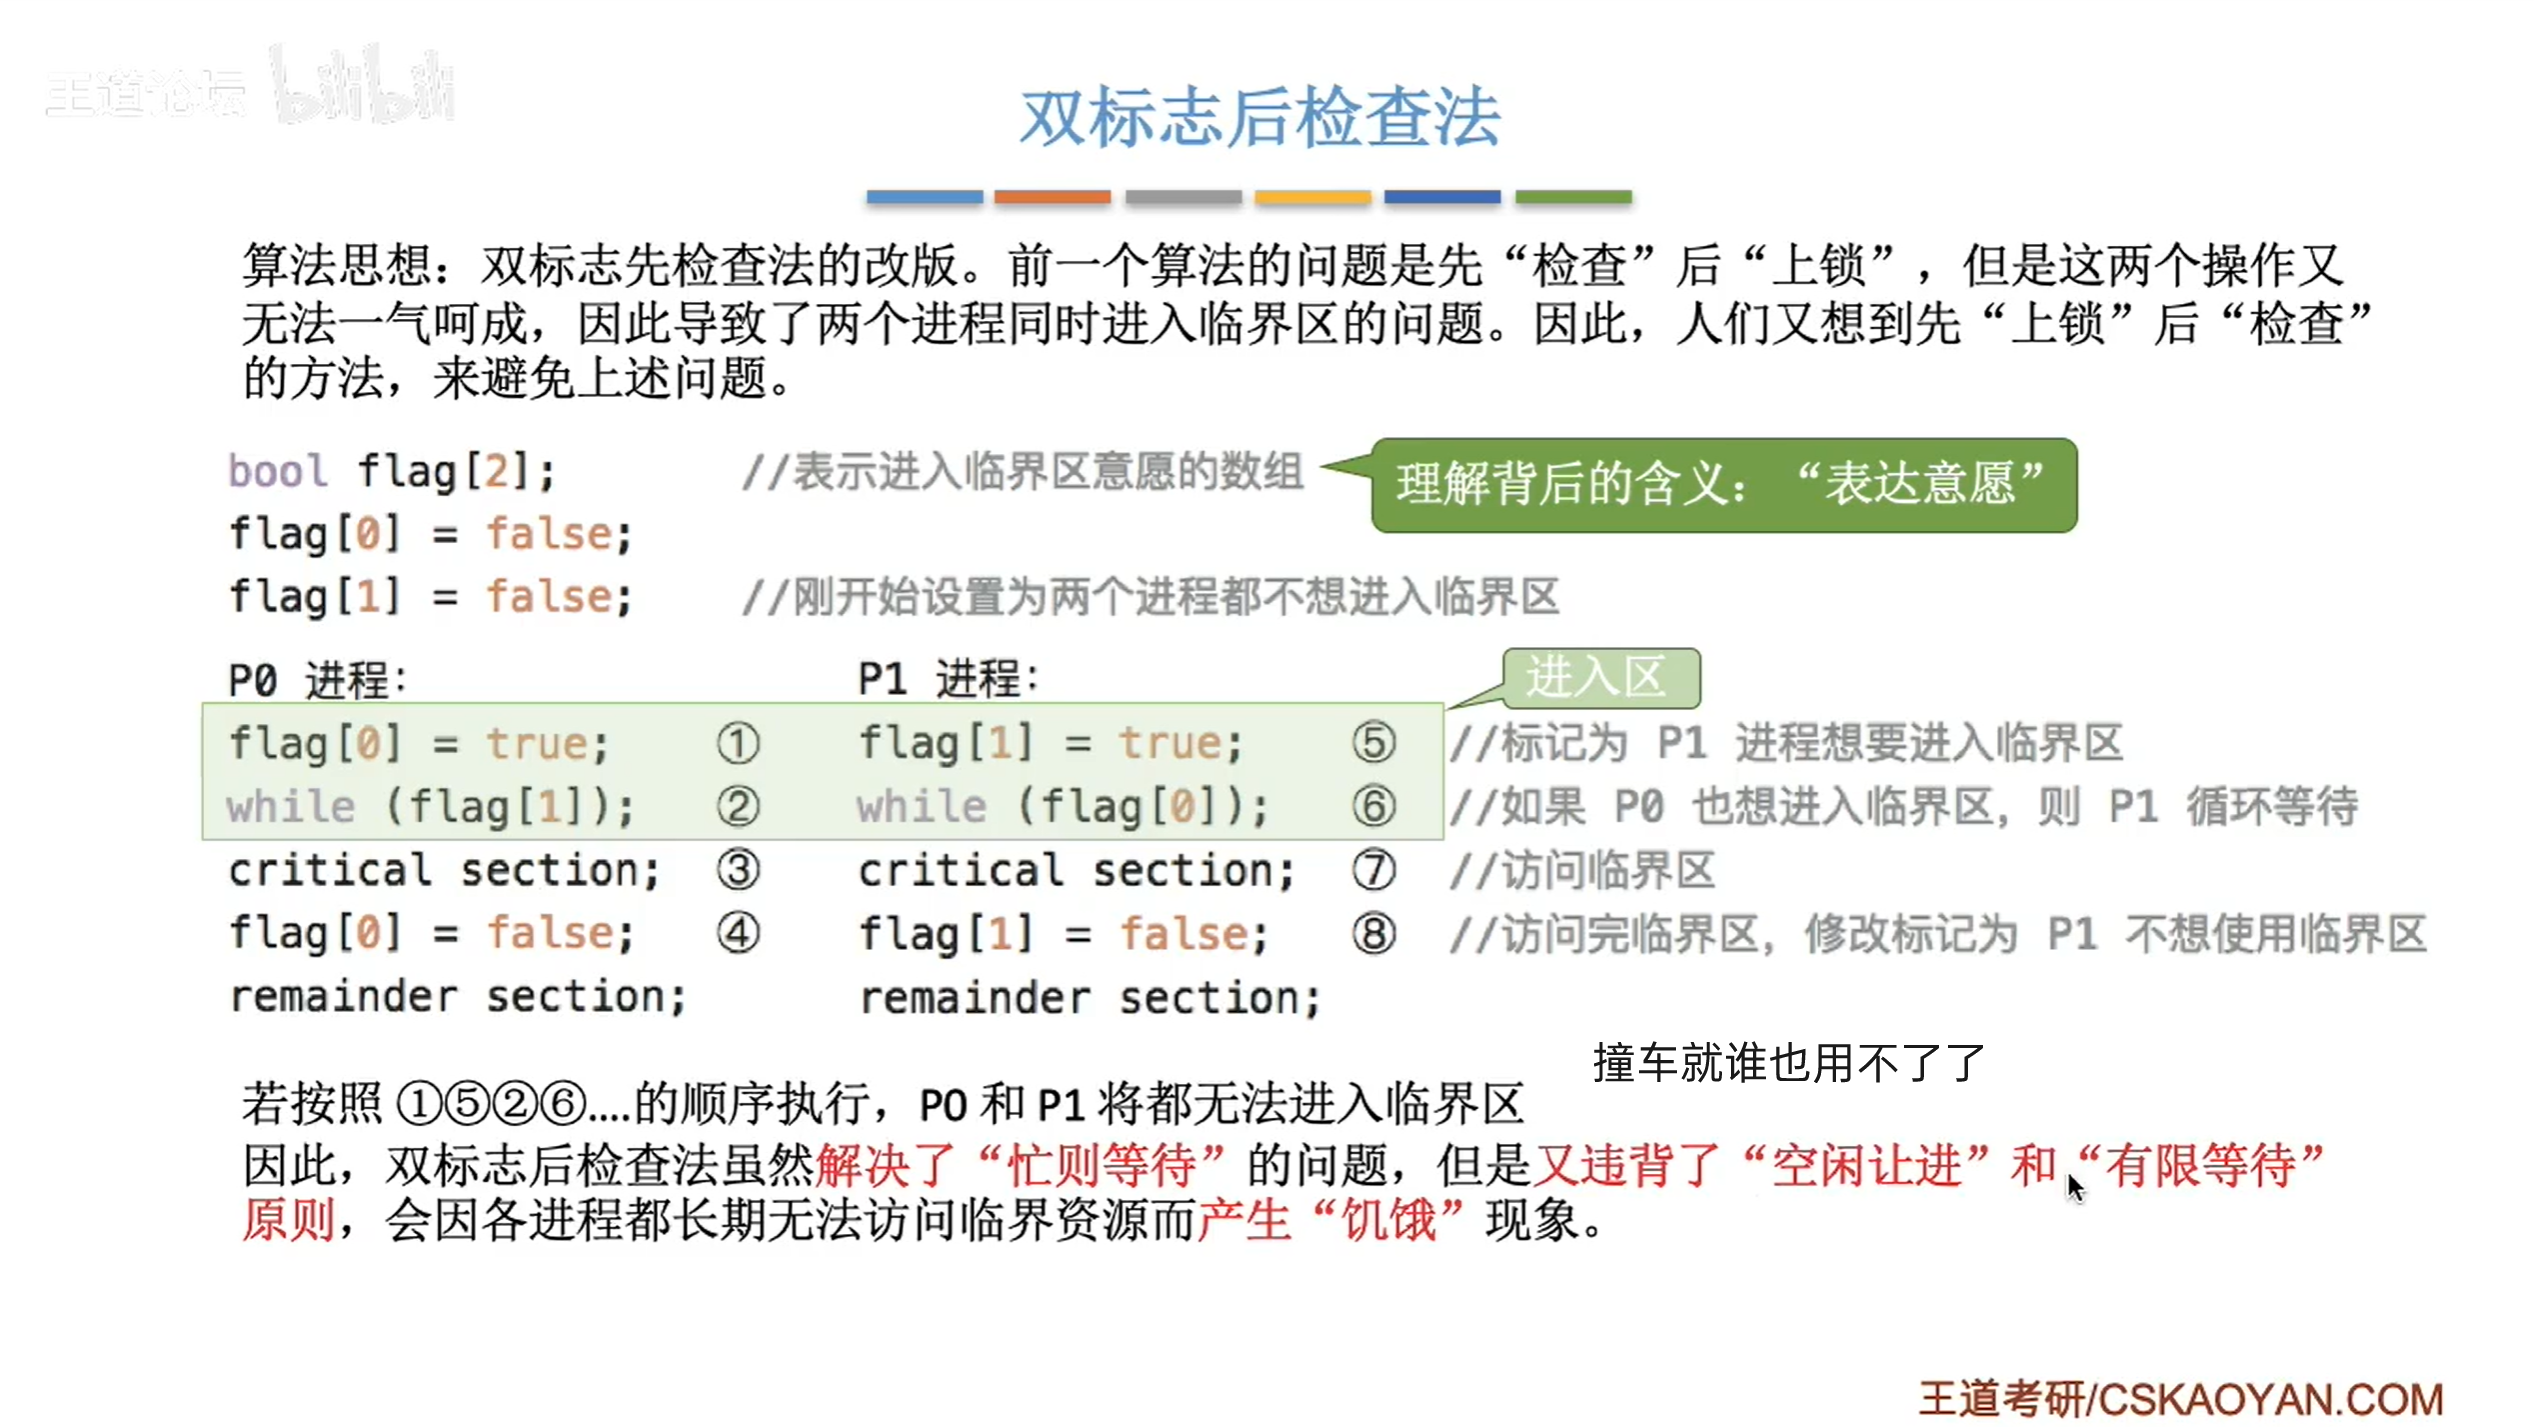 王道论坛 bilibili
双标志后检查法
算法思想：双标志先检查法的改版。前一个算法的问题是先“检查”后“上锁”，但是这两个操作又
无法一气呵成，因此导致了两个进程同时进入临界区的问题。因此，人们又想到先“上锁”后“检查”
的方法，来避免上述问题。
bool flag[2]; //表示进入临界区意愿的数组
理解背后的含义：“表达意愿”
flag[0] = false;
flag[1] = false; //刚开始设置为两个进程都不想进入临界区
P0 进程: P1 进程:
进入区
flag[0] = true; ① flag[1] = true; ⑤ //标记为 P1 进程想要进入临界区
while (flag[1]); ② while (flag[0]); ⑥ //如果 P0 也想进入临界区，则 P1 循环等待
critical section; ③ critical section; ⑦ //访问临界区
flag[0] = false; ④ flag[1] = false; ⑧ //访问完临界区，修改标记为 P1 不想使用临界区
remainder section; remainder section;
撞车就谁也用不了了
若按照 ①⑤②⑥....的顺序执行，P0 和 P1 将都无法进入临界区
因此，双标志后检查法虽然解决了“忙则等待”的问题，但是又违背了“空闲让进”和“有限等待”
原则，会因各进程都长期无法访问临界资源而产生“饥饿”现象。
王道考研/CSKAOYAN.COM